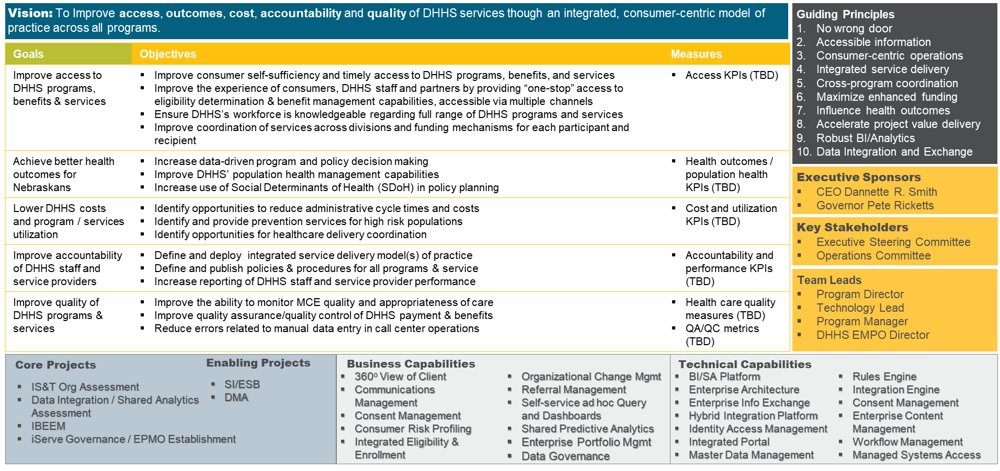 Vision: To Improve access, outcomes, cost, accountability and quality of DHHS services though an integrated, consumer-centric model of
practice across all programs.
Goals
Objectives
Measures
Improve access to
DHHS programs,
benefits & services
▪ Improve consumer self-sufficiency and timely access to DHHS programs, benefits, and services
▪ Improve the experience of consumers, DHHS staff and partners by providing “one-stop” access to
eligibility determination & benefit management capabilities, accessible via multiple channels
▪ Ensure DHHS’s workforce is knowledgeable regarding full range of DHHS programs and services
▪ Improve coordination of services across divisions and funding mechanisms for each participant and
recipient
▪ Access KPIs (TBD)
Achieve better health
outcomes for
Nebraskans
▪ Increase data-driven program and policy decision making
▪ Improve DHHS’ population health management capabilities
▪ Increase use of Social Determinants of Health (SDoH) in policy planning
▪ Health outcomes /
population health
KPIs (TBD)
Lower DHHS costs
and program / services
utilization
▪ Identify opportunities to reduce administrative cycle times and costs
▪ Identify and provide prevention services for high risk populations
▪ Identify opportunities for healthcare delivery coordination
▪ Cost and utilization
KPIs (TBD)
Improve accountability
of DHHS staff and
service providers
▪ Define and deploy integrated service delivery model(s) of practice
▪ Define and publish policies & procedures for all programs & service
▪ Increase reporting of DHHS staff and service provider performance
▪ Accountability and
performance KPIs
(TBD)
Improve quality of
DHHS programs &
services
▪ Improve the ability to monitor MCE quality and appropriateness of care
▪ Improve quality assurance/quality control of DHHS payment & benefits
▪ Reduce errors related to manual data entry in call center operations
▪ Health care quality
measures (TBD)
▪ QA/QC metrics
(TBD)
Guiding Principles
1. No wrong door
2. Accessible information
3. Consumer-centric operations
4. Integrated service delivery
5. Cross-program coordination
6. Maximize enhanced funding
7. Influence health outcomes
8. Accelerate project value delivery
9. Robust BI/Analytics
10. Data Integration and Exchange
Executive Sponsors
▪ CEO Dannette R. Smith
▪ Governor Pete Ricketts
Key Stakeholders
▪ Executive Steering Committee
▪ Operations Committee
Team Leads
▪ Program Director
▪ Technology Lead
▪ Program Manager
▪ DHHS EMPO Director
Core Projects
▪ IS&T Org Assessment
▪ Data Integration / Shared Analytics
Assessment
▪ IBEEM
▪ iServe Governance / EPMO Establishment
Enabling Projects
▪ SI/ESB
▪ DMA
Business Capabilities
▪ 360º View of Client
▪ Communications
Management
▪ Consent Management
▪ Consumer Risk Profiling
▪ Integrated Eligibility &
Enrollment
▪ Organizational Change Mgmt
▪ Referral Management
▪ Self-service ad hoc Query
and Dashboards
▪ Shared Predictive Analytics
▪ Enterprise Portfolio Mgmt
▪ Data Governance
Technical Capabilities
▪ BI/SA Platform
▪ Enterprise Architecture
▪ Enterprise Info Exchange
▪ Hybrid Integration Platform
▪ Identity Access Management
▪ Integrated Portal
▪ Master Data Management
▪ Rules Engine
▪ Integration Engine
▪ Consent Management
▪ Enterprise Content
Management
▪ Workflow Management
▪ Managed Systems Access